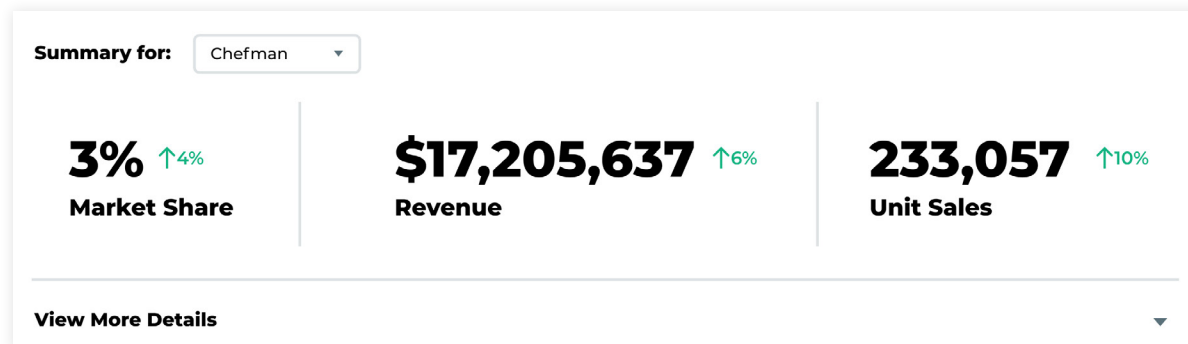 Summary for: Chefman
3% ↑4%
Market Share
$17,205,637 ↑6%
Revenue
233,057 ↑10%
Unit Sales
View More Details